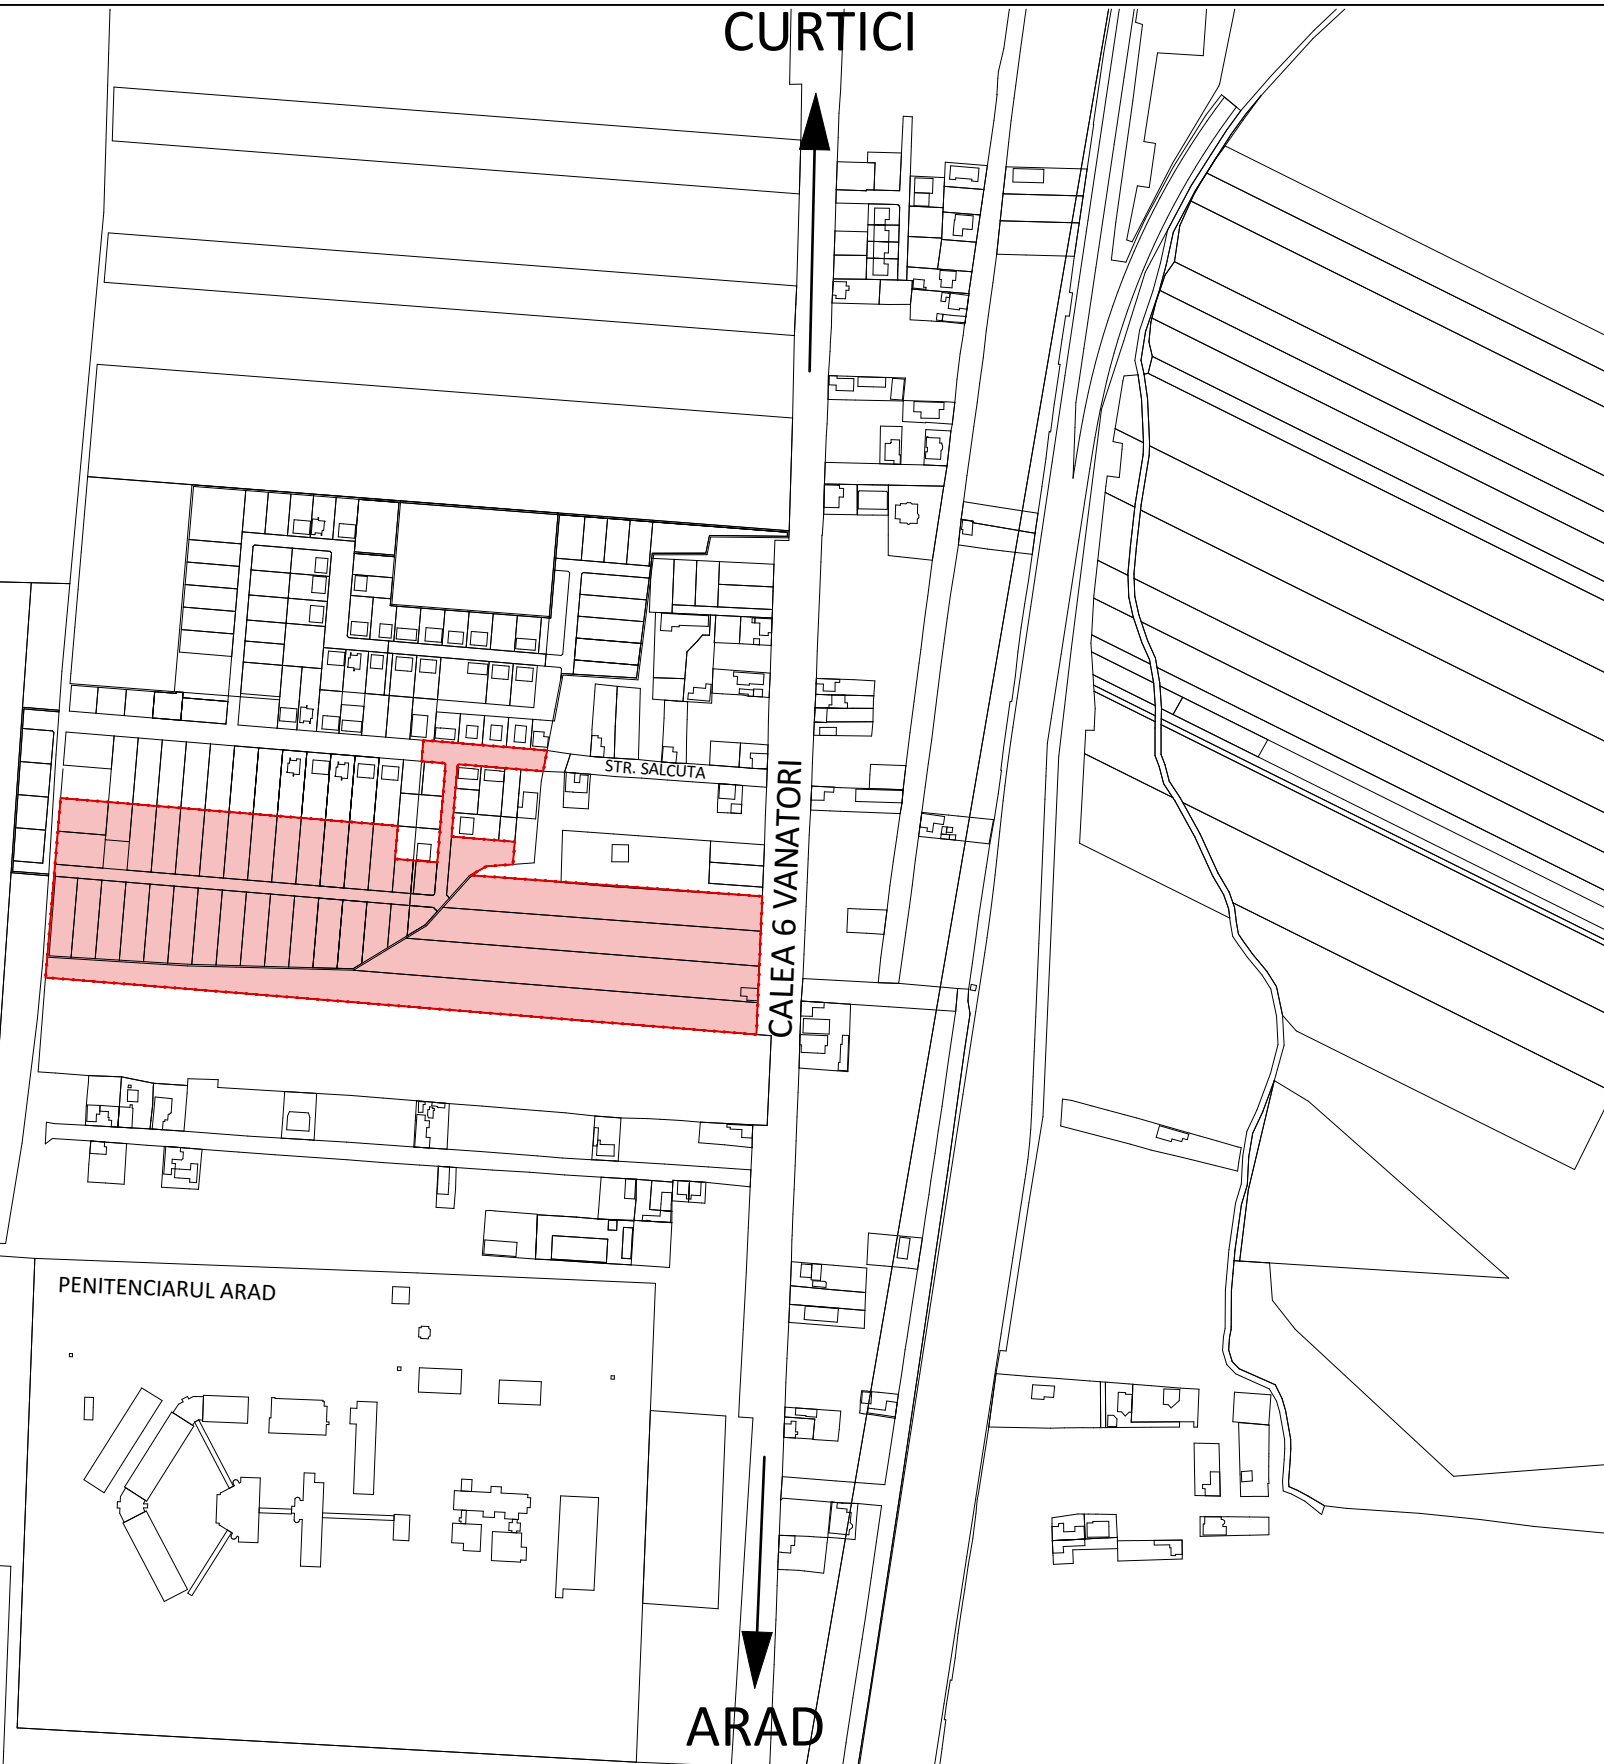 CURTICI
STR. SALCUTA
CALEA 6 VANATORI
PENITENCIARUL ARAD
ARAD